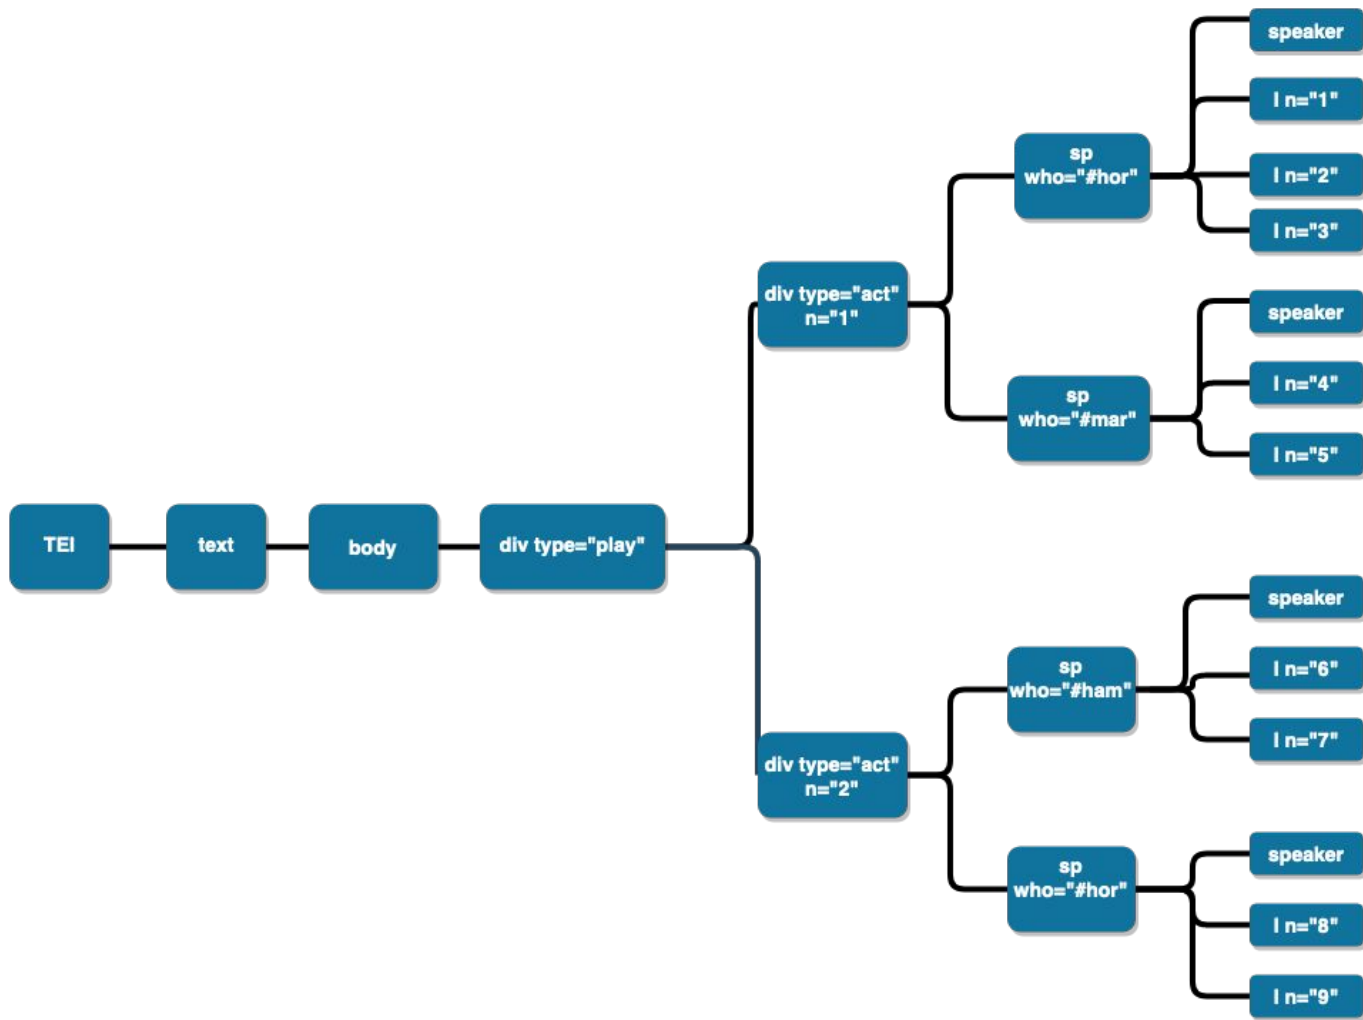 TEI
text
body
div type="play"
div type="act"
n="1"
sp
who="#hor"
speaker
l n="1"
l n="2"
l n="3"
sp
who="#mar"
speaker
l n="4"
l n="5"
div type="act"
n="2"
sp
who="#ham"
speaker
l n="6"
l n="7"
sp
who="#hor"
speaker
l n="8"
l n="9"